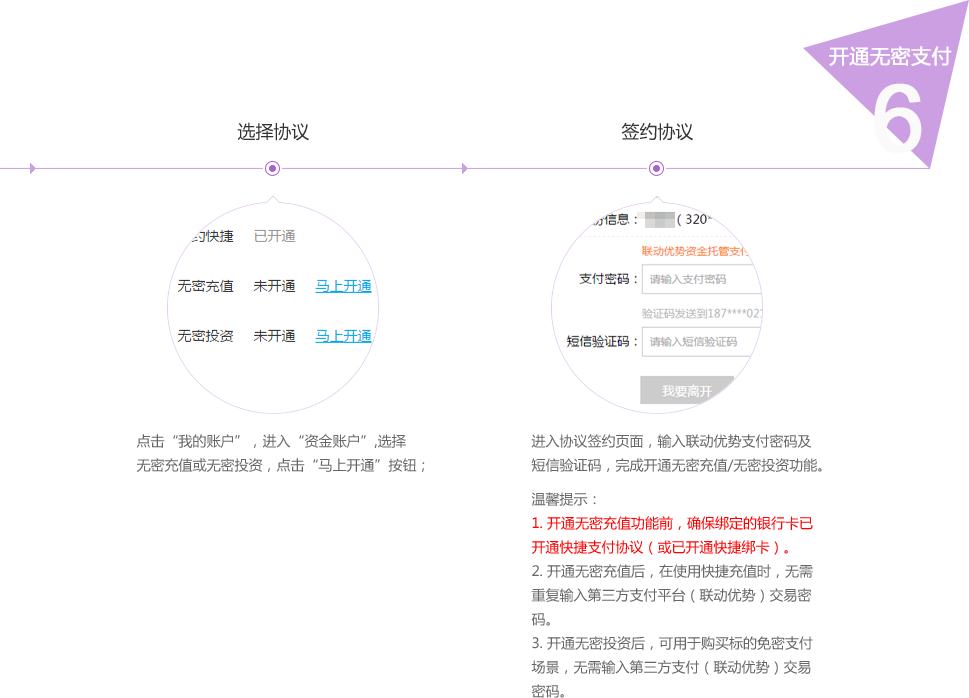 开通无密支付
6
选择协议
签约协议
约快捷 已开通
无密充值 未开通 马上开通
无密投资 未开通 马上开通
点击“我的账户”，进入“资金账户”,选择
无密充值或无密投资，点击“马上开通”按钮；
份信息： ( 320*
联动优势资金托管支付
支付密码： 请输入支付密码
验证码发送到187****02
短信验证码： 请输入短信验证码
我要离开
进入协议签约页面，输入联动优势支付密码及
短信验证码，完成开通无密充值/无密投资功能。
温馨提示：
1. 开通无密充值功能前，确保绑定的银行卡已
开通快捷支付协议（或已开通快捷绑卡）。
2. 开通无密充值后，在使用快捷充值时，无需
重复输入第三方支付平台（联动优势）交易密
码。
3. 开通无密投资后，可用于购买标的免密支付
场景，无需输入第三方支付（联动优势）交易
密码。